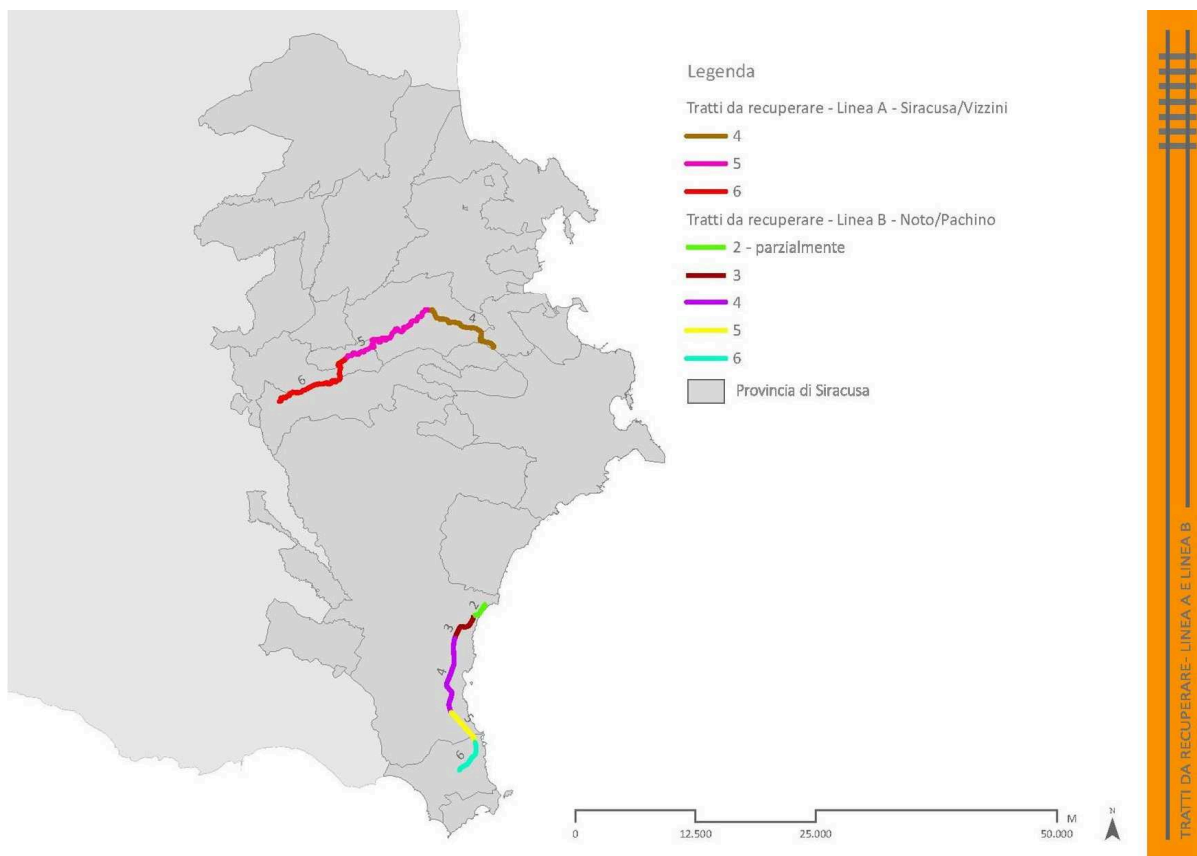 Legenda
Tratti da recuperare - Linea A - Siracusa/Vizzini
4
5
6
Tratti da recuperare - Linea B - Noto/Pachino
2 - parzialmente
3
4
5
6
Provincia di Siracusa
4
5
6
2
3
4
5
6
0 12.500 25.000 50.000 M
N
TRATTI DA RECUPERARE- LINEA A E LINEA B